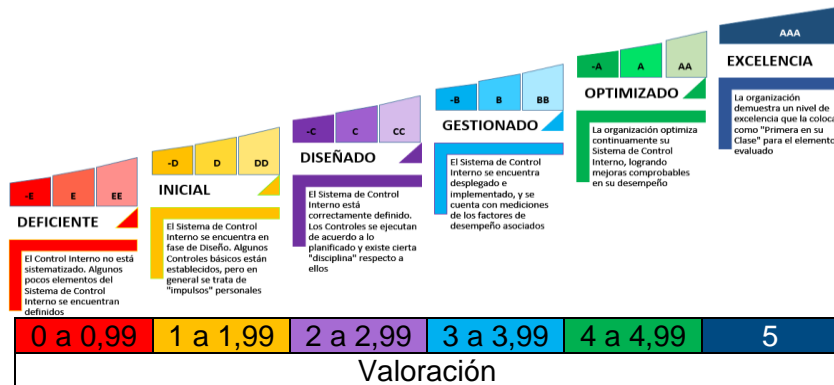 -E E EE
DEFICIENTE
El Control Interno no está
sistematizado. Algunos
pocos elementos del
Sistema de Control
Interno se encuentran
definidos
-D D DD
INICIAL
El Sistema de Control
Interno se encuentra en
fase de Diseño. Algunos
Controles básicos están
establecidos, pero en
general se trata de
"impulsos" personales
-C C CC
DISEÑADO
El Sistema de Control
Interno está
correctamente definido.
Los Controles se ejecutan
de acuerdo a lo
planificado y existe cierta
"disciplina" respecto a
ellos
-B B BB
GESTIONADO
El Sistema de Control
Interno se encuentra
desplegado e
implementado, y se
cuenta con mediciones
de los factores de
desempeño asociados
-A A AA
OPTIMIZADO
La organización optimiza
continuamente su
Sistema de Control
Interno, logrando
mejoras comprobables
en su desempeño
AAA
EXCELENCIA
La organización
demuestra un nivel de
excelencia que la coloca
como "Primera en su
Clase" para el elemento
evaluado
0 a 0,99 1 a 1,99 2 a 2,99 3 a 3,99 4 a 4,99 5
Valoración